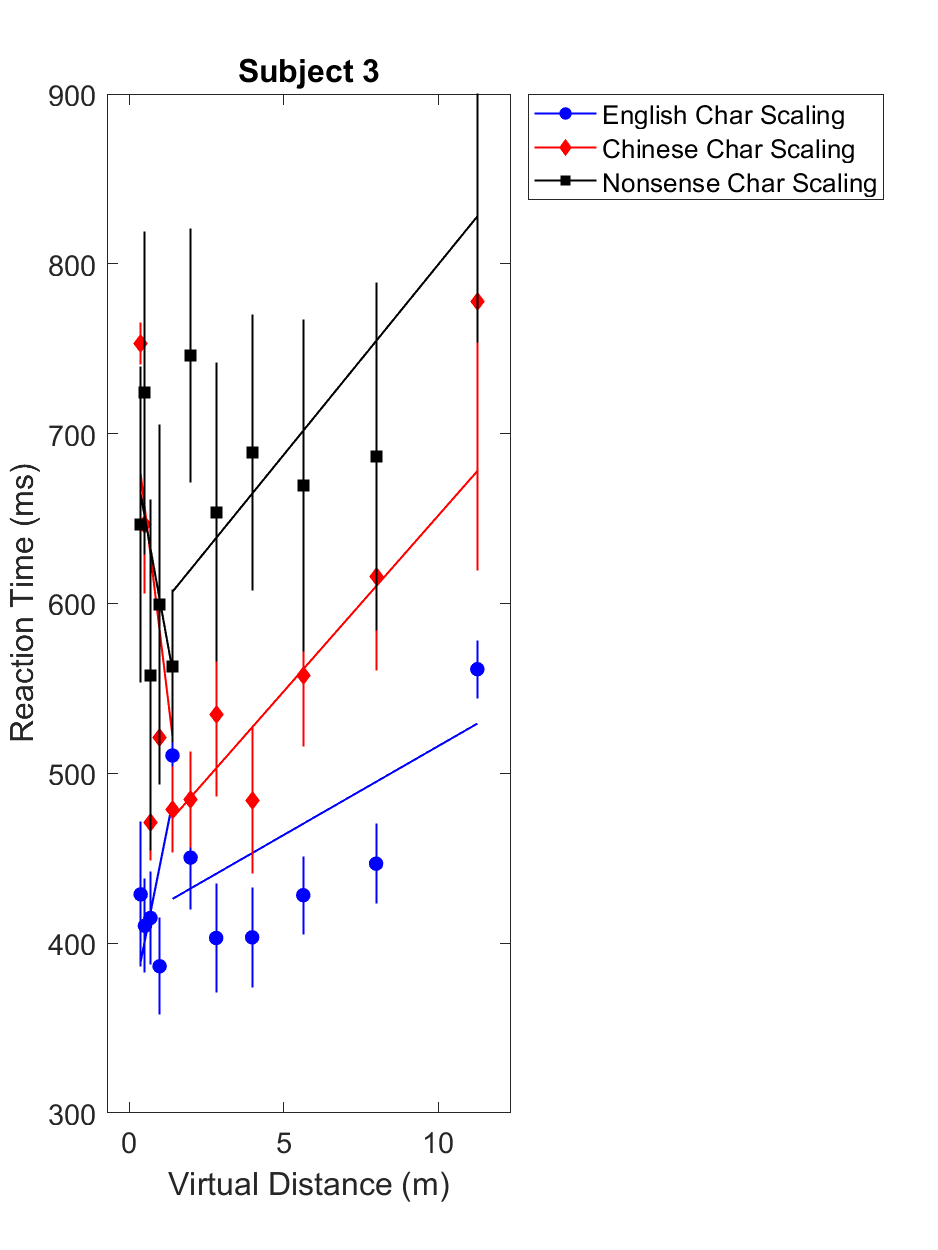 Subject 3
900
800
700
600
500
400
300
Reaction Time (ms)
0 5 10
Virtual Distance (m)
English Char Scaling
Chinese Char Scaling
Nonsense Char Scaling